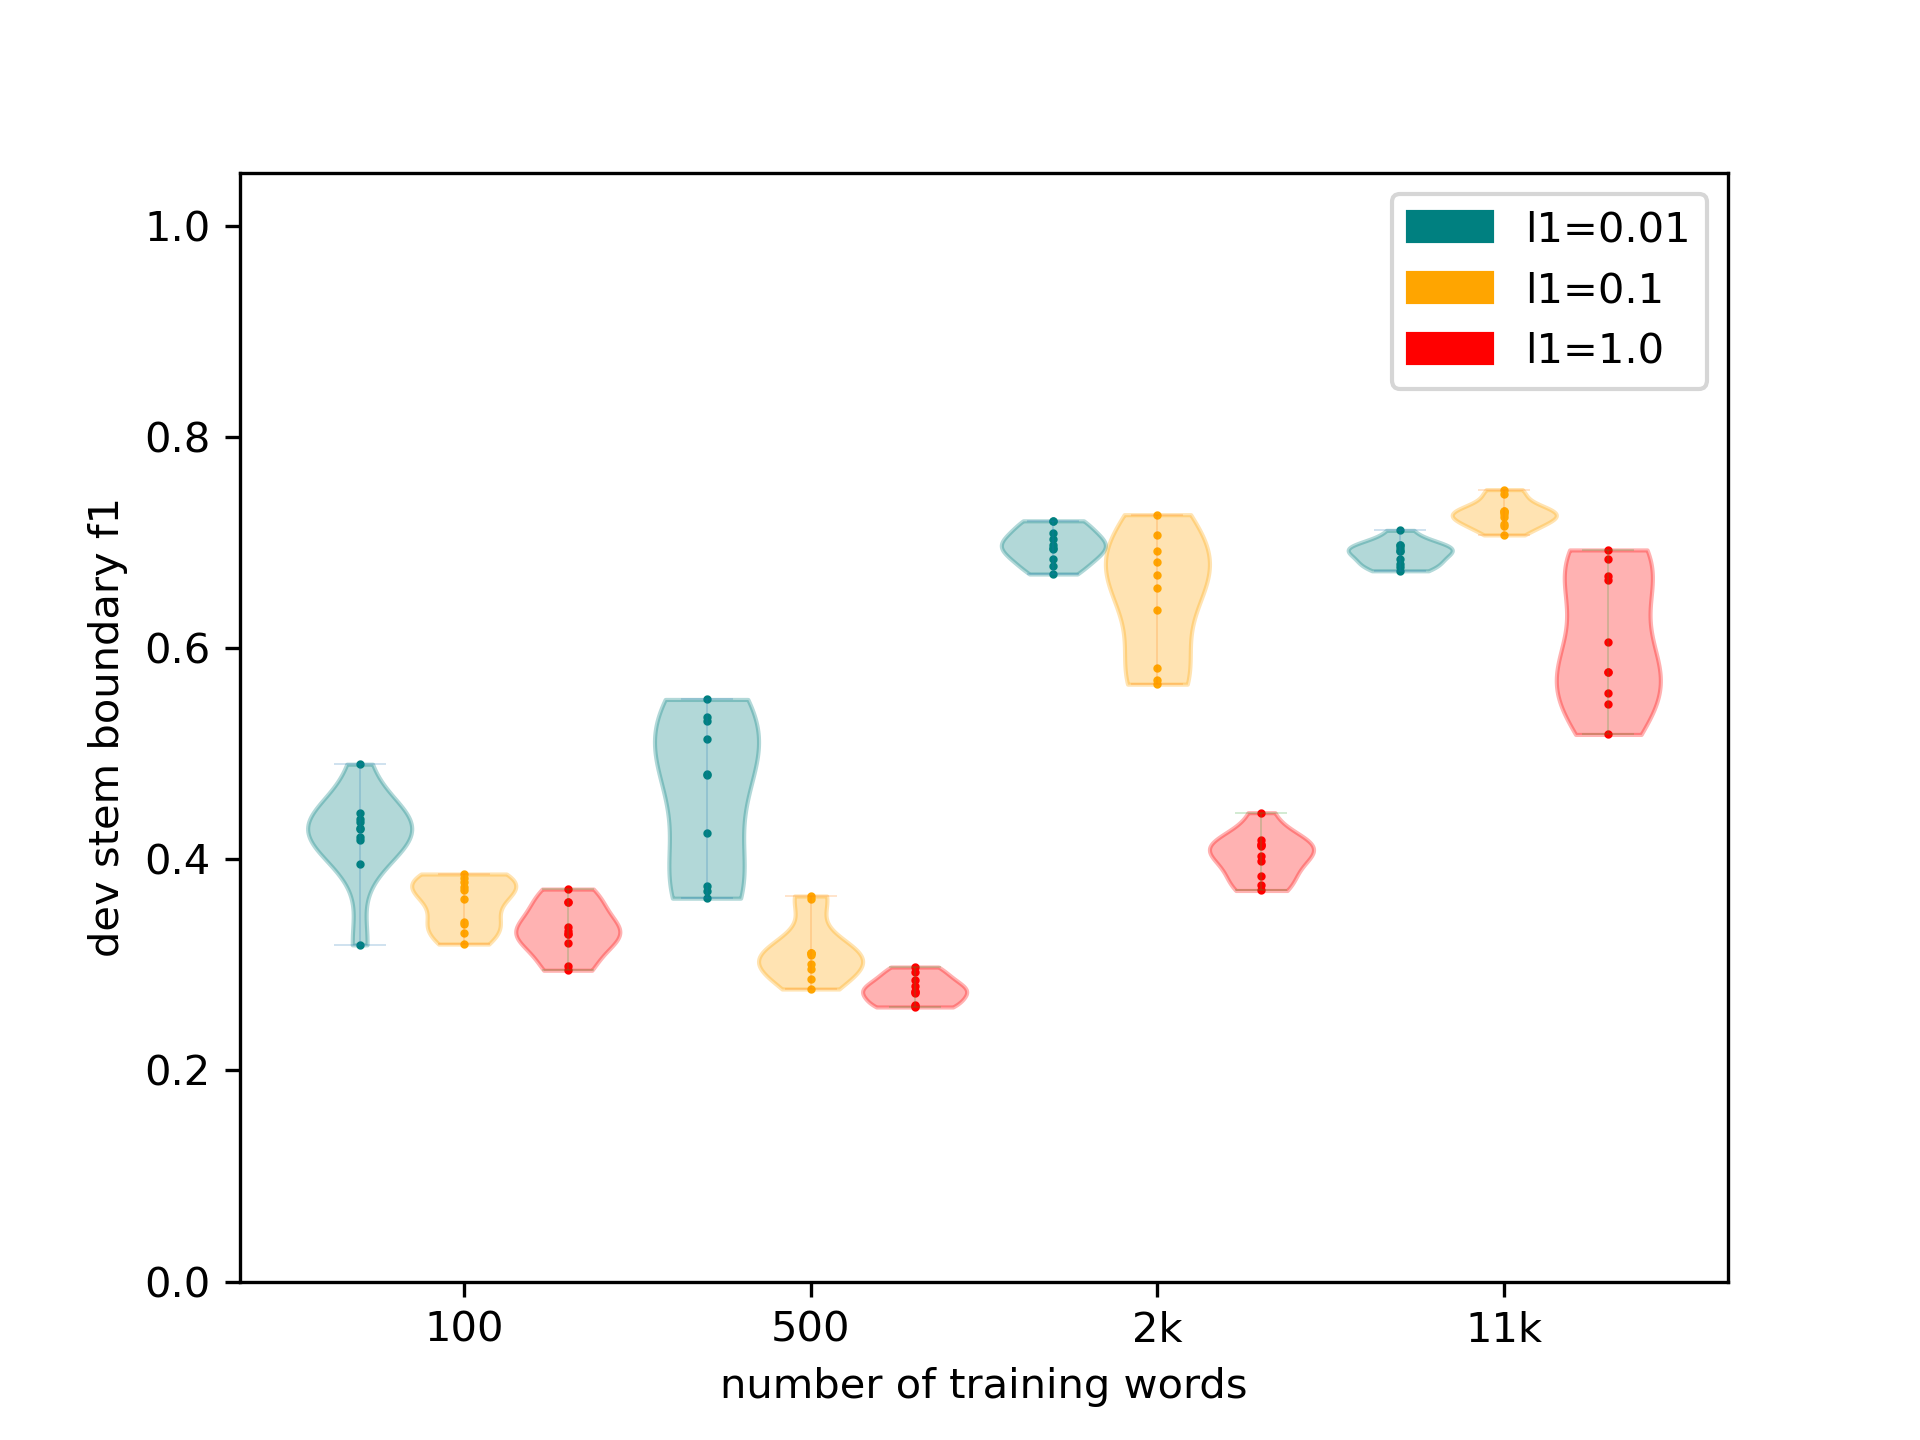 l1=0.01
l1=0.1
l1=1.0
1.0
0.8
0.6
0.4
0.2
0.0
dev stem boundary f1
100 500 2k 11k
number of training words